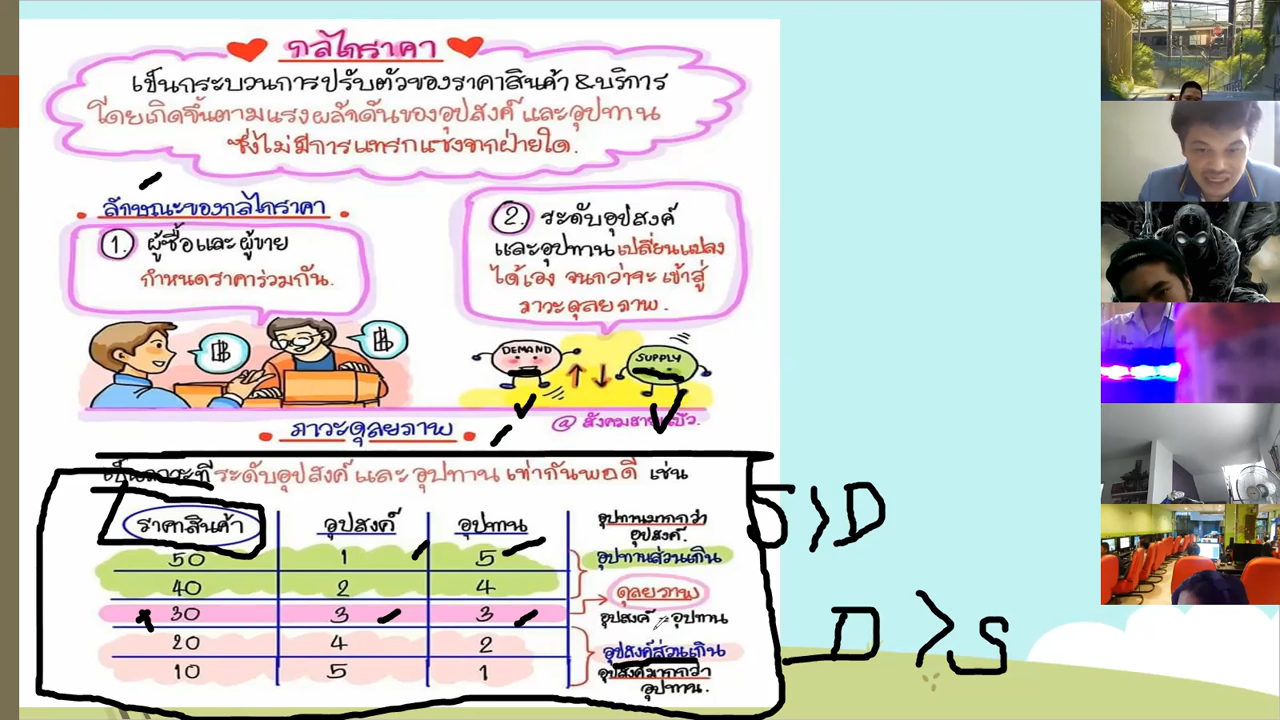 กลไกราคา
เป็นกระบวนการปรับตัวของราคาสินค้า & บริการ
โดยเกิดขึ้นตามแรงผลักดันของอุปสงค์ และอุปทาน
ซึ่งไม่มีการแทรกแซงจากฝ่ายใด.
ลักษณะของกลไกราคา
1. ผู้ซื้อและผู้ขาย
กำหนดราคาร่วมกัน.
2. ระดับอุปสงค์
และอุปทานเปลี่ยนแปลง
ได้เอง จนกว่าจะเข้าสู่
ภาวะดุลยภาพ.
฿
฿
DEMAND
SUPPLY
@ สังคมสาย
ภาวะดุลยภาพ
เป็นภาวะที่ระดับอุปสงค์และอุปทานเท่ากันพอดี เช่น
ราคาสินค้า อุปสงค์ อุปทาน
50 1 5
40 2 4
30 3 3
20 4 2
10 5 1
อุปทานมากกว่า
อุปสงค์.
อุปทานส่วนเกิน
ดุลยภาพ
อุปสงค์ = อุปทาน
อุปสงค์ส่วนเกิน
อุปสงค์มากกว่า
อุปทาน.
S>D
D>S